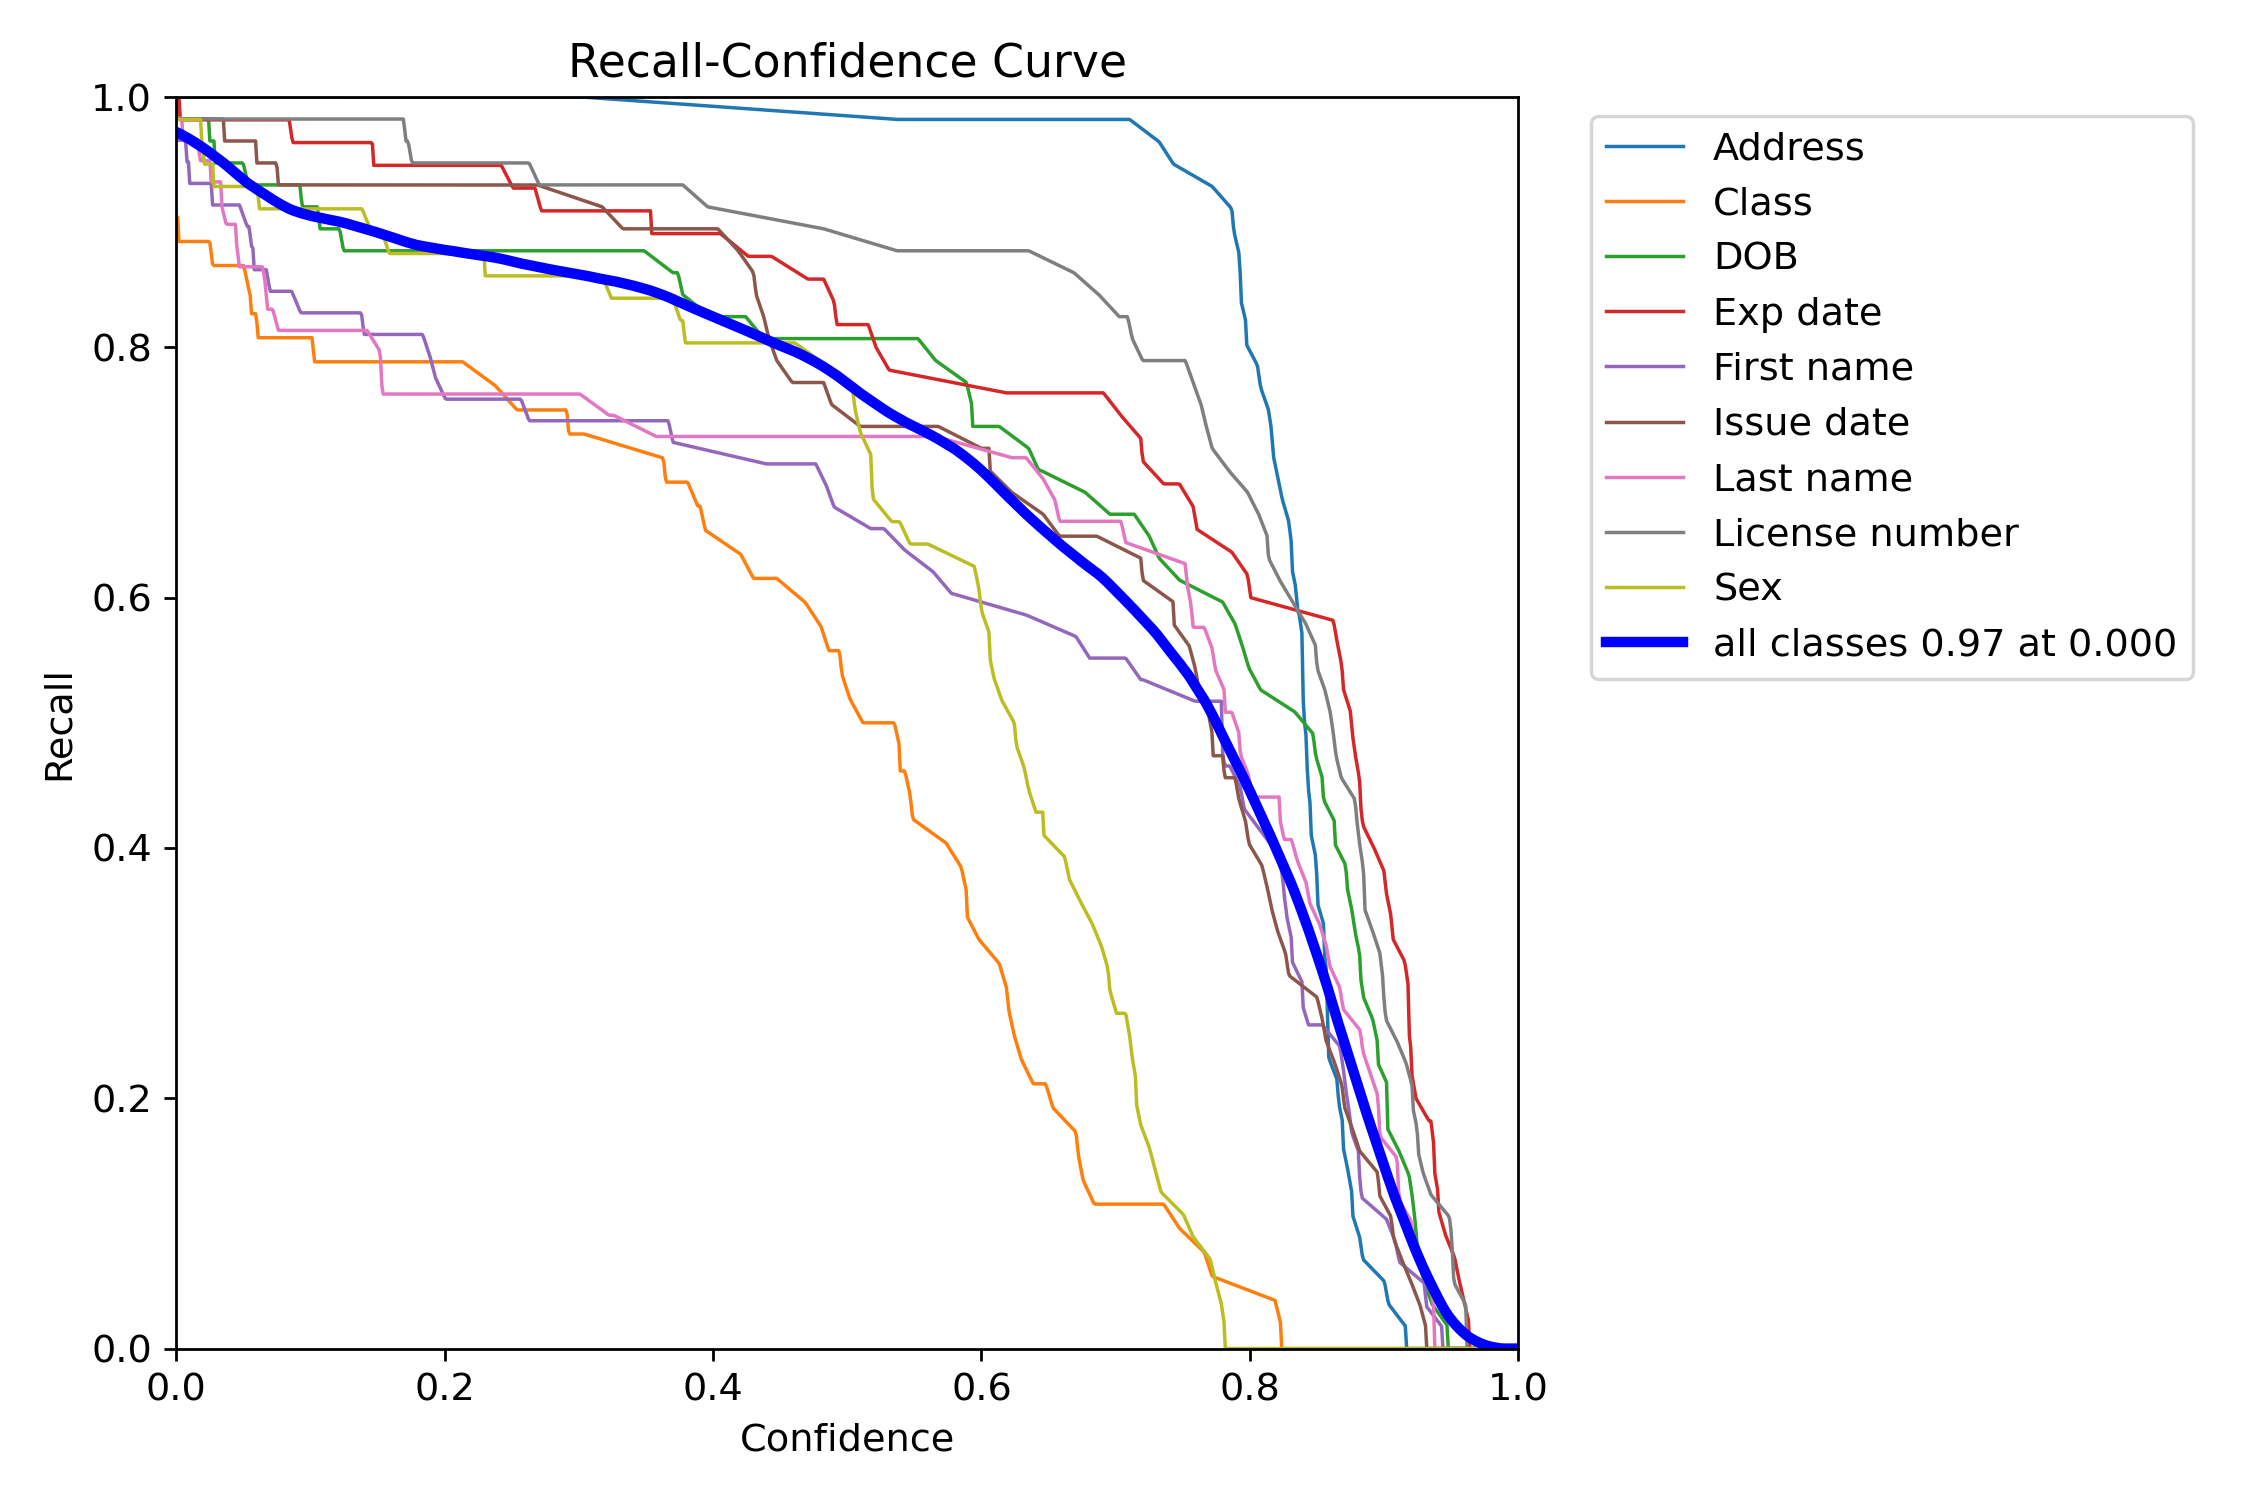 Recall-Confidence Curve
1.0
0.8
0.6
0.4
0.2
0.0
Recall
0.0 0.2 0.4 0.6 0.8 1.0
Confidence
Address
Class
DOB
Exp date
First name
Issue date
Last name
License number
Sex
all classes 0.97 at 0.000